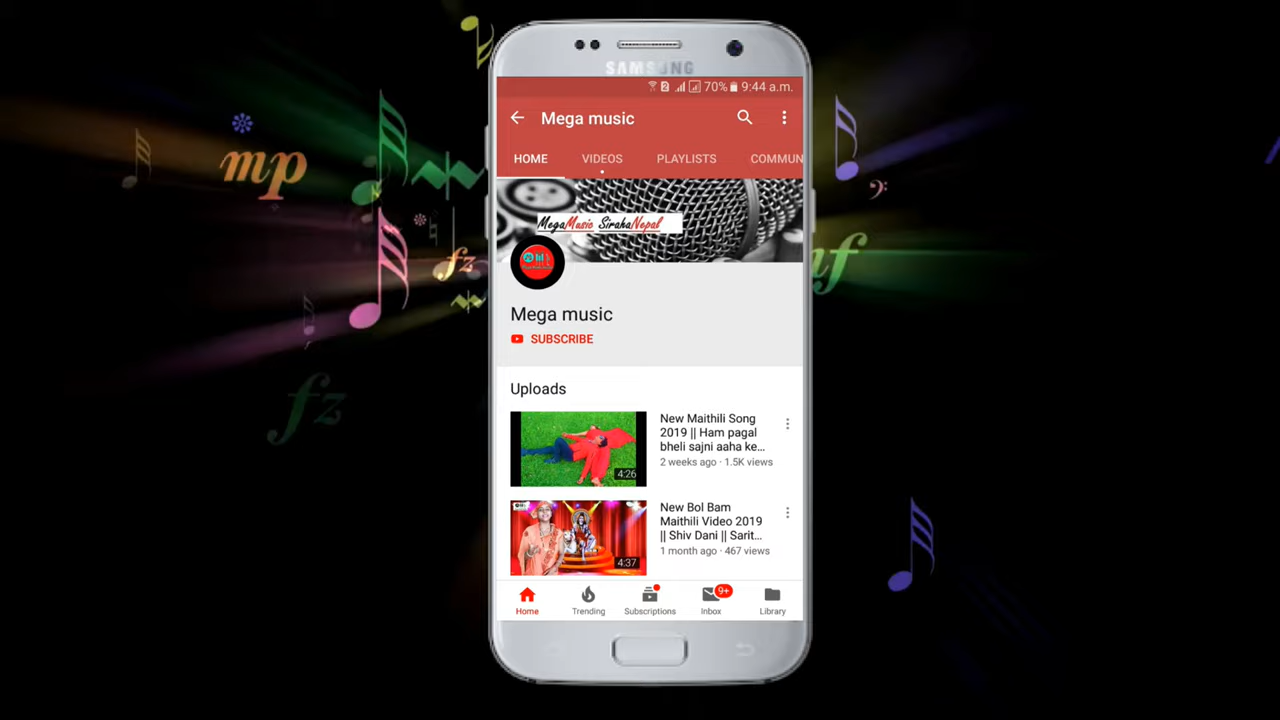 SAMSUNG
70% 9:44 a.m.
Mega music
HOME VIDEOS PLAYLISTS COMMUN
MegaMusic SirahaNepal
Mega music
SUBSCRIBE
Uploads
New Maithili Song
2019 || Ham pagal
bheli sajni aaha ke...
2 weeks ago · 1.5K views
4:26
New Bol Bam
Maithili Video 2019
|| Shiv Dani || Sarit...
1 month ago · 467 views
4:37
9+
Home Trending Subscriptions Inbox Library
mp
fz
fz
mf